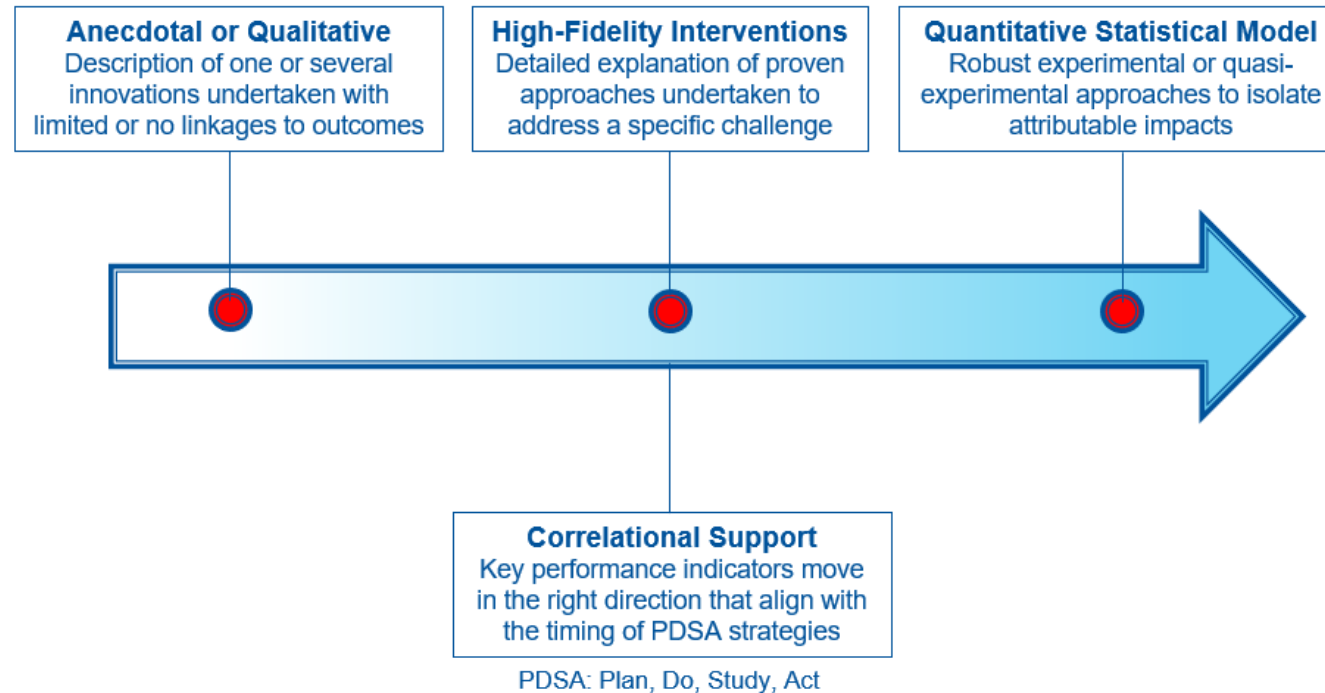 Anecdotal or Qualitative
Description of one or several
innovations undertaken with
limited or no linkages to outcomes
High-Fidelity Interventions
Detailed explanation of proven
approaches undertaken to
address a specific challenge
Quantitative Statistical Model
Robust experimental or quasi-
experimental approaches to isolate
attributable impacts
Correlational Support
Key performance indicators move
in the right direction that align with
the timing of PDSA strategies
PDSA: Plan, Do, Study, Act